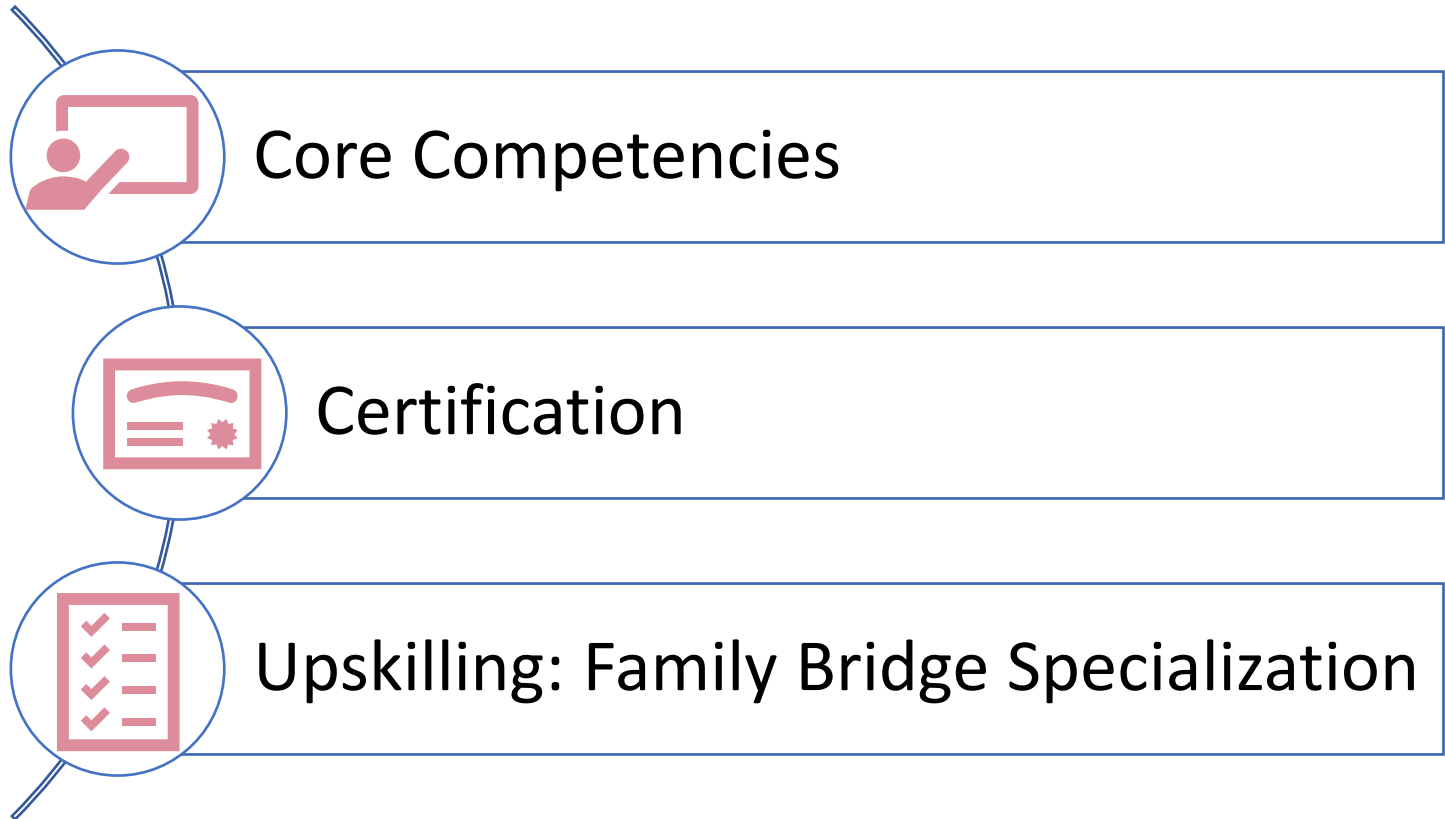 Core Competencies
Certification
Upskilling: Family Bridge Specialization